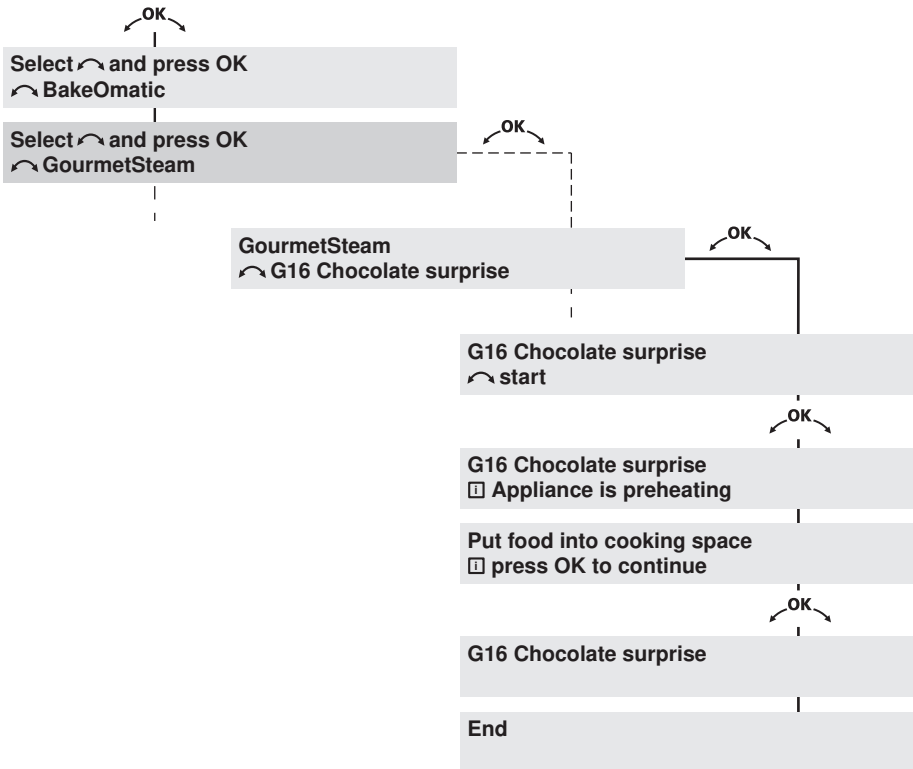 OK
Select and press OK
BakeOmatic
Select and press OK
GourmetSteam
OK
GourmetSteam
G16 Chocolate surprise
OK
G16 Chocolate surprise
start
OK
G16 Chocolate surprise
i Appliance is preheating
Put food into cooking space
i press OK to continue
OK
G16 Chocolate surprise
End